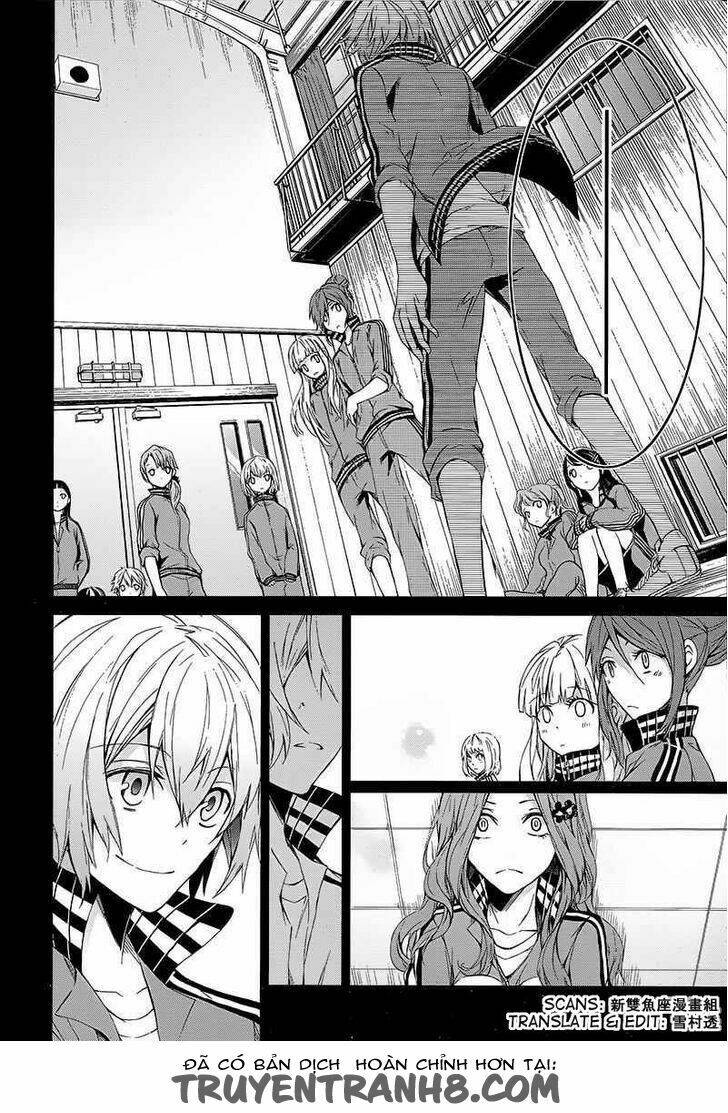 SCANS: 新雙魚座漫畫組
TRANSLATE & EDIT: 雪村透
ĐÃ CÓ BẢN DỊCH HOÀN CHỈNH HƠN TẠI:
TRUYENTRANH8.COM